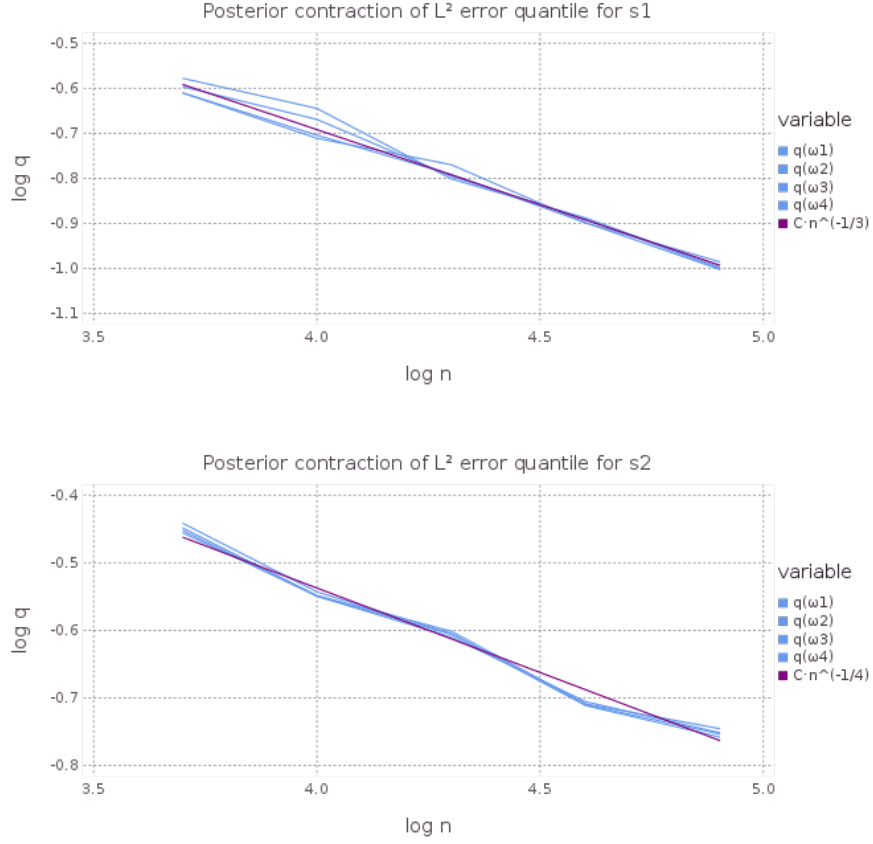 Posterior contraction of L² error quantile for s1
log q
-0.5
-0.6
-0.7
-0.8
-0.9
-1.0
-1.1
3.5 4.0 4.5 5.0
log n
variable
q(ω1)
q(ω2)
q(ω3)
q(ω4)
C·n^(-1/3)
Posterior contraction of L² error quantile for s2
log q
-0.4
-0.5
-0.6
-0.7
-0.8
3.5 4.0 4.5 5.0
log n
variable
q(ω1)
q(ω2)
q(ω3)
q(ω4)
C·n^(-1/4)